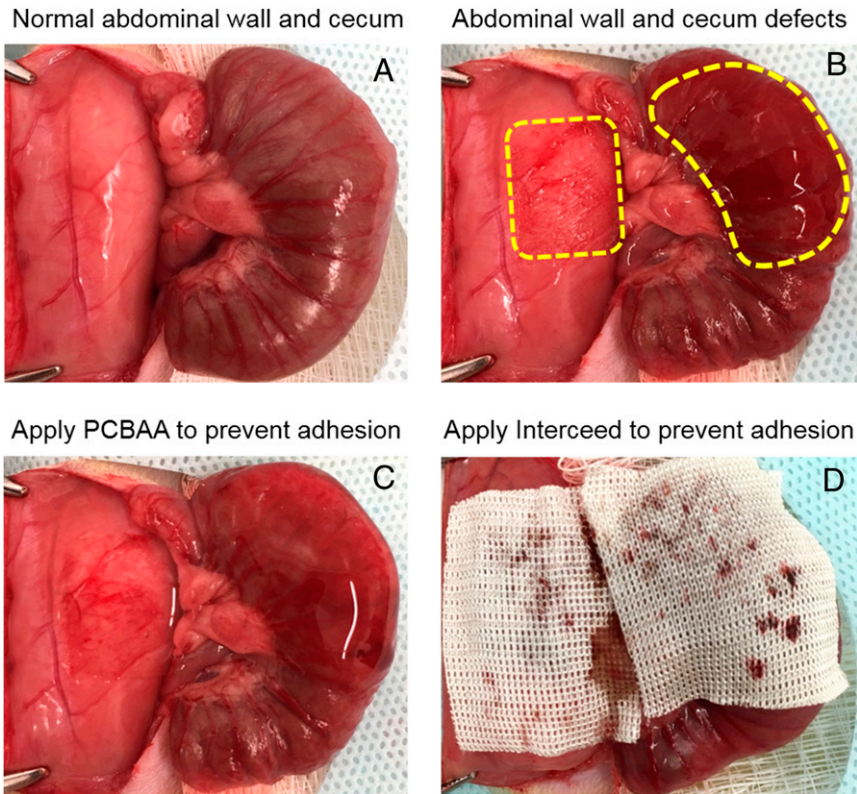 Normal abdominal wall and cecum
A
Abdominal wall and cecum defects
B
Apply PCBAA to prevent adhesion
C
Apply Interceed to prevent adhesion
D